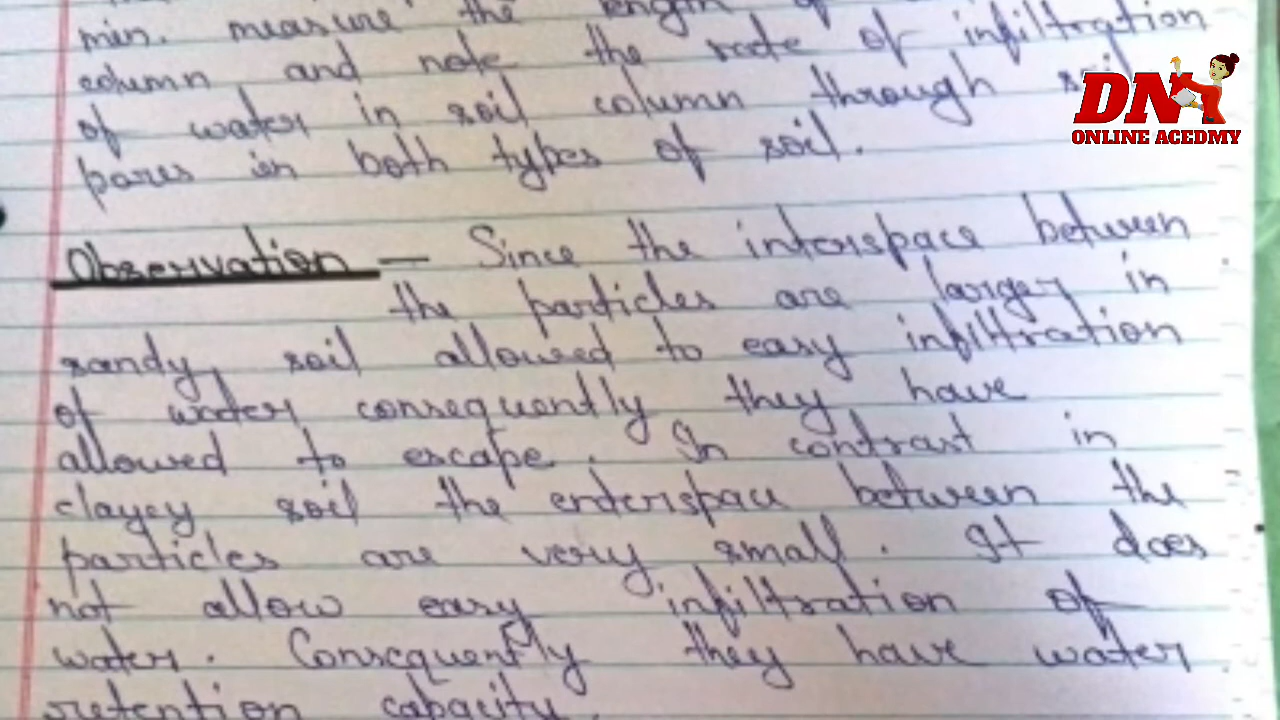 min. measure the length of
column and note the rate of infiltration
of water in soil column through soil
pores in both types of soil.
Observation — Since the interspace between
the particles are larger in
sandy soil allowed to easy infiltration
of water consequently they have
allowed to escape. In contrast in
clayey soil the enterspace between the
particles are very small. It does
not allow easy infiltration of
water. Consequently they have water
retention capacity.
DN
ONLINE ACEDMY